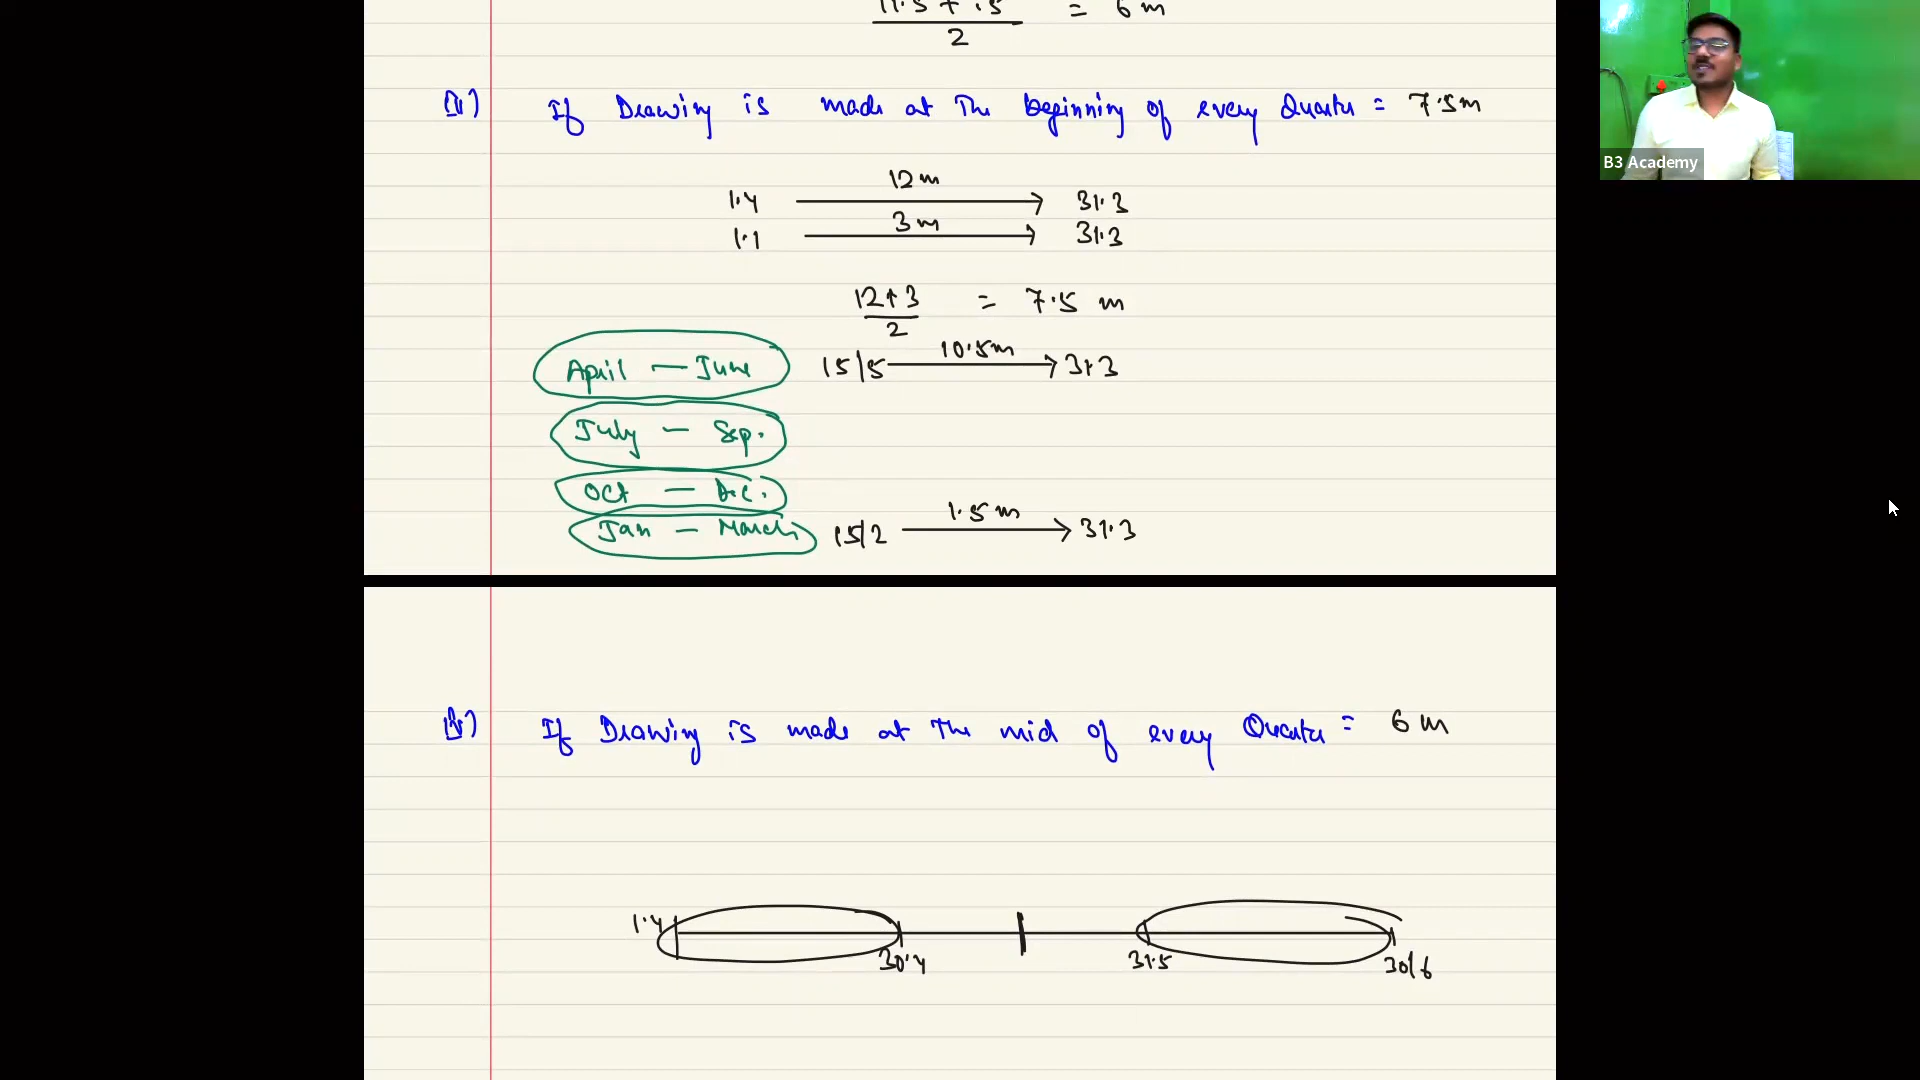 11.5 + .5 = 6 m
2
IV) If Drawing is made at The beginning of every Quarter = 7.5m
12 m
1.4 31.3
3 m
1.1 31.3
12+3 = 7.5 m
2
April — June 15/5 10.5m 31.3
July — Sep.
Oct — Dec.
Jan — March 15/2 1.5 m 31.3
If Drawing is made at The mid of every Quarter = 6 m
1.4 30.4 31.5 30/6
B3 Academy